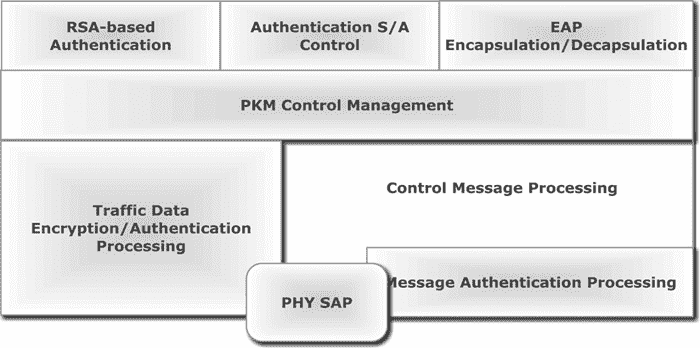 RSA-based
Authentication
Authentication S/A
Control
EAP
Encapsulation/Decapsulation
PKM Control Management
Traffic Data
Encryption/Authentication
Processing
Control Message Processing
Message Authentication Processing
PHY SAP